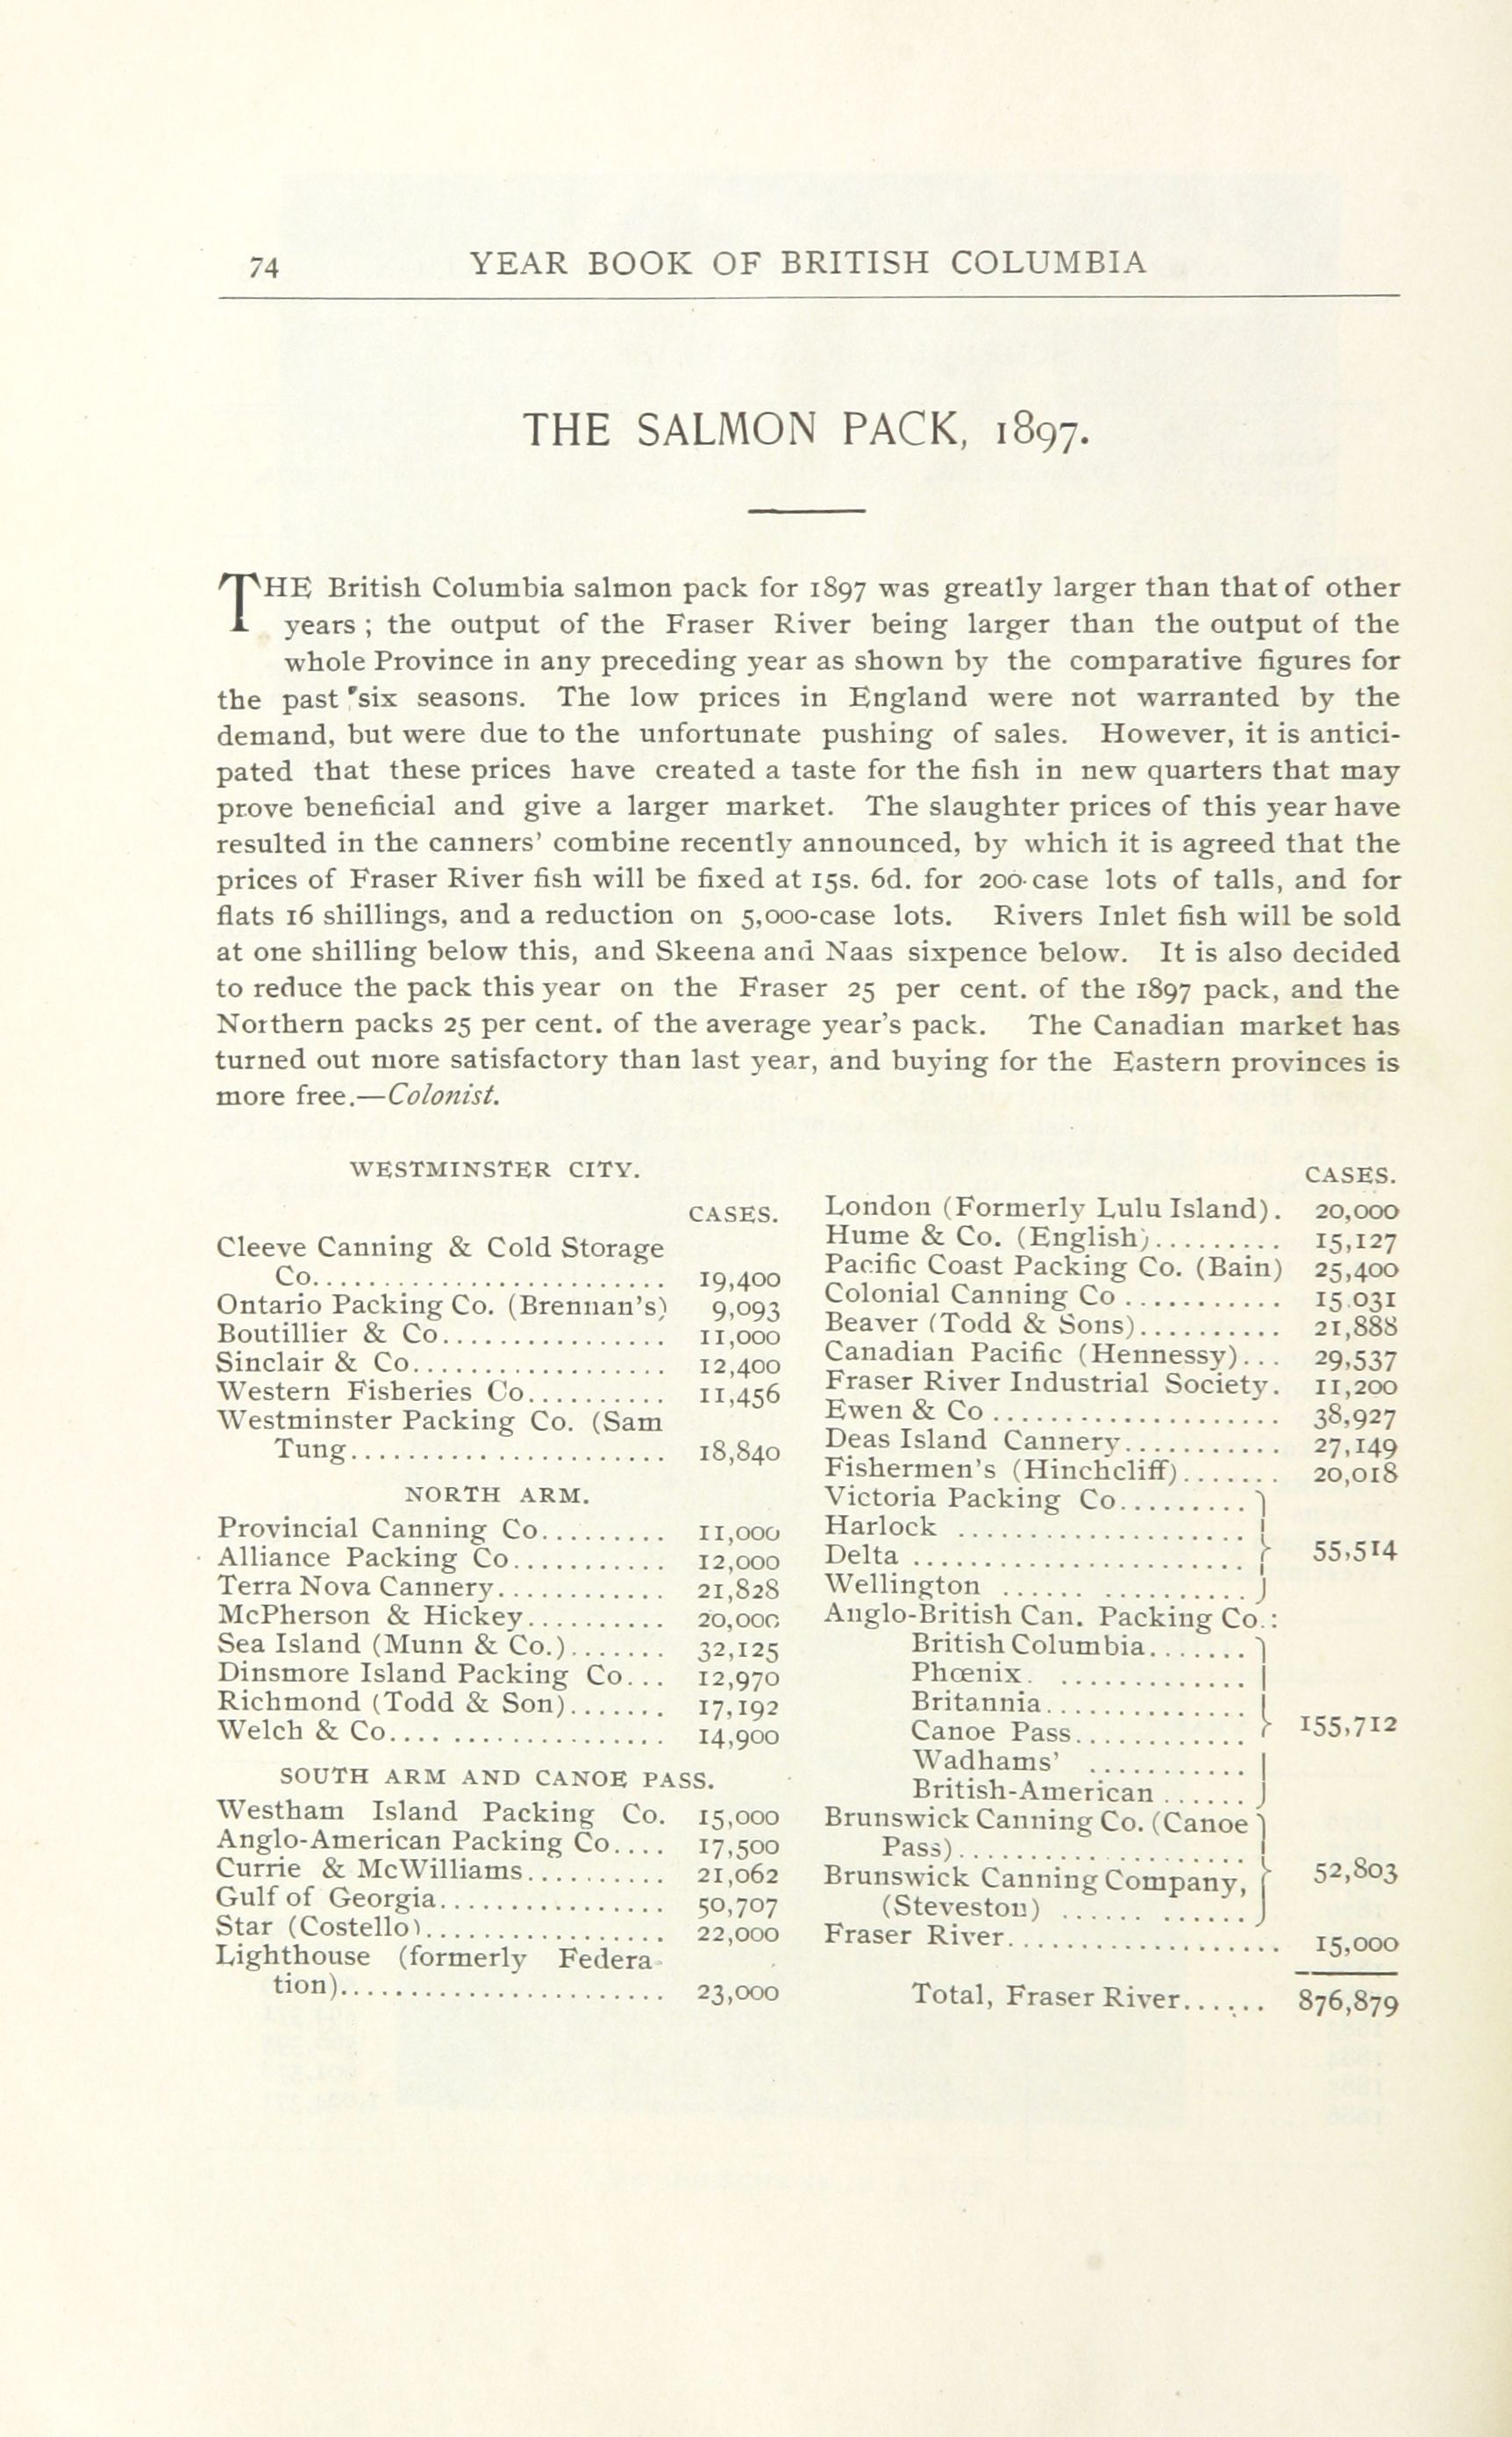 74
YEAR BOOK OF BRITISH COLUMBIA
THE SALMON PACK, 1897.
THE British Columbia salmon pack for 1897 was greatly larger than that of other
years ; the output of the Fraser River being larger than the output of the
whole Province in any preceding year as shown by the comparative figures for
the past six seasons. The low prices in England were not warranted by the
demand, but were due to the unfortunate pushing of sales. However, it is antici-
pated that these prices have created a taste for the fish in new quarters that may
prove beneficial and give a larger market. The slaughter prices of this year have
resulted in the canners' combine recently announced, by which it is agreed that the
prices of Fraser River fish will be fixed at 15s. 6d. for 200-case lots of talls, and for
flats 16 shillings, and a reduction on 5,000-case lots. Rivers Inlet fish will be sold
at one shilling below this, and Skeena and Naas sixpence below. It is also decided
to reduce the pack this year on the Fraser 25 per cent. of the 1897 pack, and the
Northern packs 25 per cent. of the average year's pack. The Canadian market has
turned out more satisfactory than last year, and buying for the Eastern provinces is
more free.—Colonist.
WESTMINSTER CITY.
CASES.
Cleeve Canning & Cold Storage
Co.......................... 19,400
Ontario Packing Co. (Brennan's) 9,093
Boutillier & Co................ 11,000
Sinclair & Co.................. 12,400
Western Fisheries Co.......... 11,456
Westminster Packing Co. (Sam
Tung....................... 18,840
NORTH ARM.
Provincial Canning Co......... 11,000
Alliance Packing Co........... 12,000
Terra Nova Cannery............ 21,828
McPherson & Hickey.......... 20,000
Sea Island (Munn & Co.)....... 32,125
Dinsmore Island Packing Co... 12,970
Richmond (Todd & Son)....... 17,192
Welch & Co.................... 14,900
SOUTH ARM AND CANOE PASS.
Westham Island Packing Co. 15,000
Anglo-American Packing Co.... 17,500
Currie & McWilliams.......... 21,062
Gulf of Georgia................ 50,707
Star (Costello)................. 22,000
Lighthouse (formerly Federa-
tion)........................ 23,000
CASES.
London (Formerly Lulu Island). 20,000
Hume & Co. (English)......... 15,127
Pacific Coast Packing Co. (Bain) 25,400
Colonial Canning Co ........... 15.031
Beaver (Todd & Sons).......... 21,888
Canadian Pacific (Hennessy)... 29,537
Fraser River Industrial Society. 11,200
Ewen & Co .................... 38,927
Deas Island Cannery........... 27,149
Fishermen's (Hinchcliff)....... 20,018
Victoria Packing Co.........
Harlock ....................
Delta ....................... 55,514
Wellington ...... ..........
Anglo-British Can. Packing Co.:
British Columbia.......
Phœnix. .............
Britannia..............
Canoe Pass............ 155,712
Wadhams' ...........
British-American ......
Brunswick Canning Co. (Canoe
Pass)....................
Brunswick Canning Company, 52,803
(Steveston) ...... ......
Fraser River................... 15,000
Total, Fraser River...... 876,879